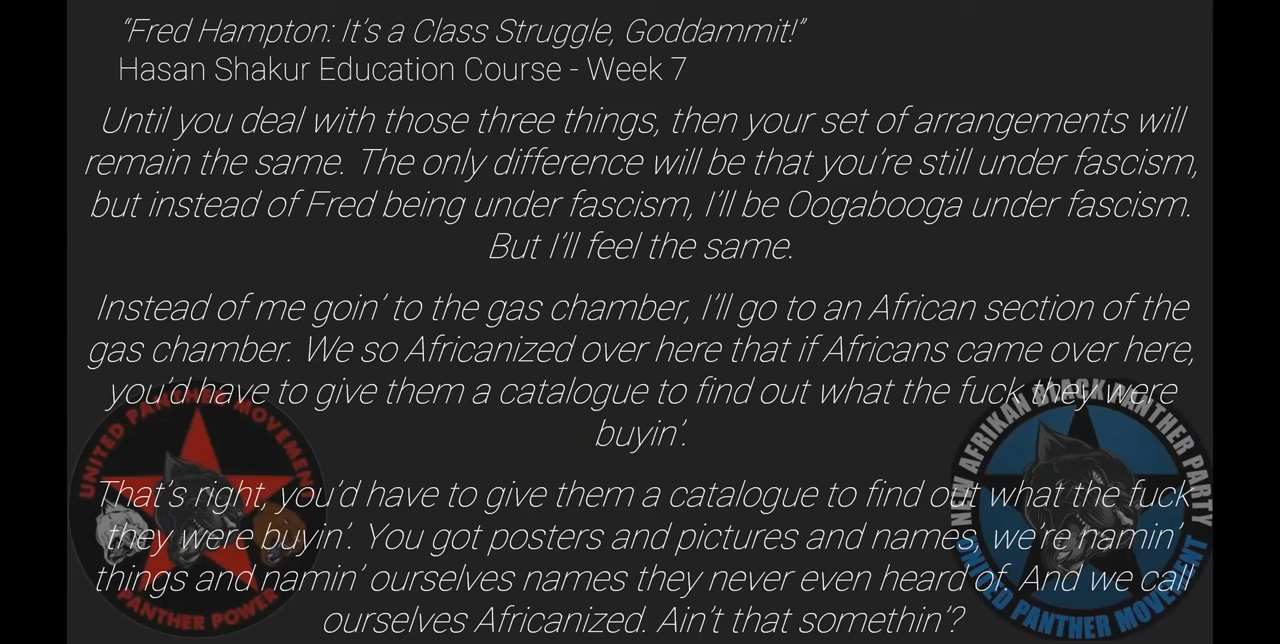 “Fred Hampton: It’s a Class Struggle, Goddammit!”
Hasan Shakur Education Course - Week 7
Until you deal with those three things, then your set of arrangements will
remain the same. The only difference will be that you’re still under fascism,
but instead of Fred being under fascism, I’ll be Oogabooga under fascism.
But I’ll feel the same.
Instead of me goin’ to the gas chamber, I’ll go to an African section of the
gas chamber. We so Africanized over here that if Africans came over here,
you’d have to give them a catalogue to find out what the fuck they were
buyin’.
That’s right, you’d have to give them a catalogue to find out what the fuck
they were buyin’. You got posters and pictures and names, we’re namin’
things and namin’ ourselves names they never even heard of. And we call
ourselves Africanized. Ain’t that somethin’?
UNITED PANTHER MOVEMENT
PANTHER POWER
NEW AFRIKAN BLACK PANTHER PARTY
UNITED PANTHER MOVEMENT